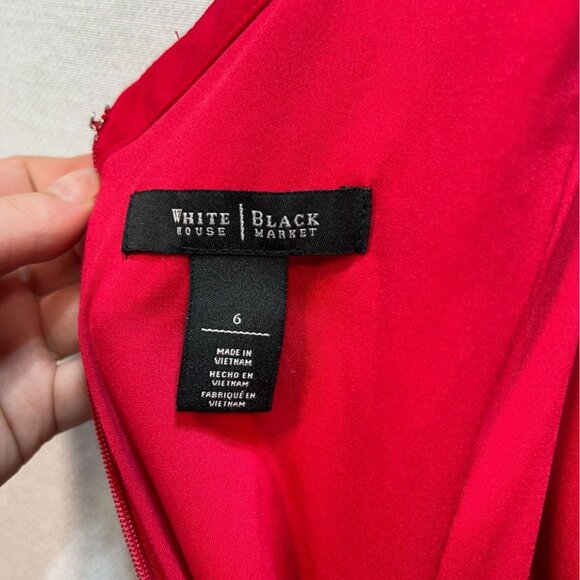 WHITE | BLACK
HOUSE | MARKET
6
MADE IN
VIETNAM
HECHO EN
VIETNAM
FABRIQUÉ EN
VIETNAM